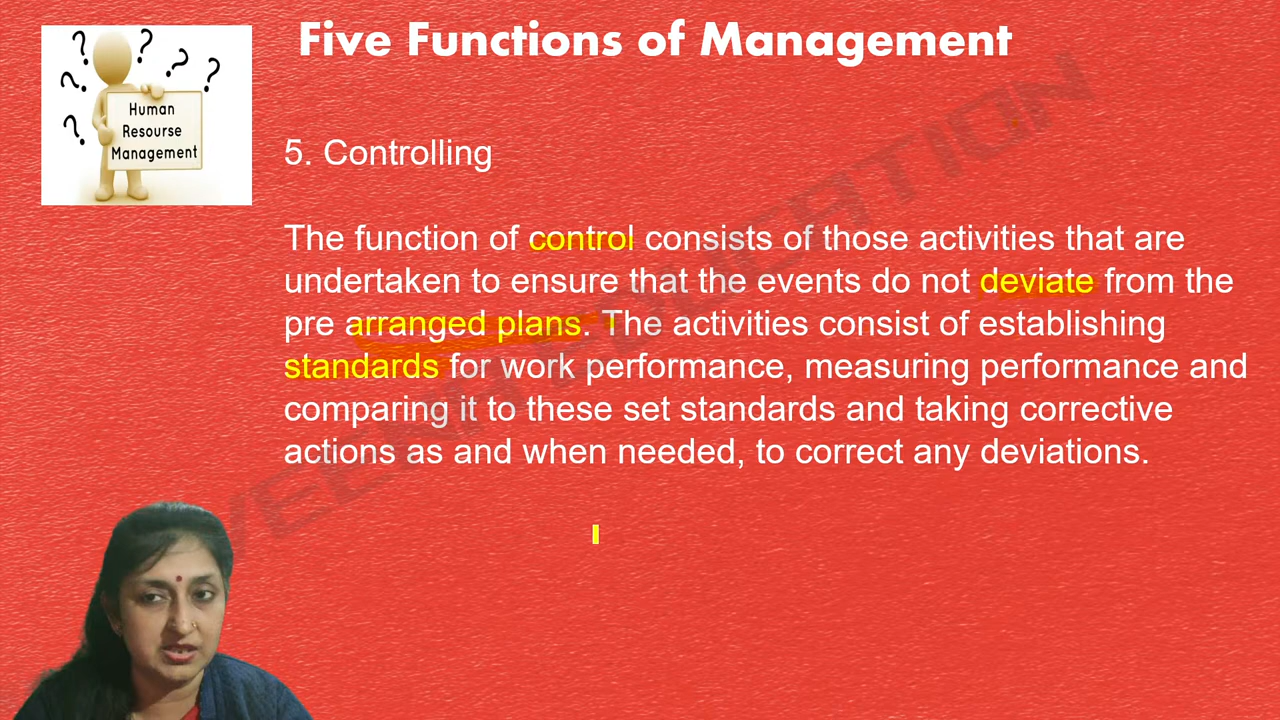 Five Functions of Management
Human
Resourse
Management
5. Controlling
The function of control consists of those activities that are
undertaken to ensure that the events do not deviate from the
pre arranged plans. The activities consist of establishing
standards for work performance, measuring performance and
comparing it to these set standards and taking corrective
actions as and when needed, to correct any deviations.